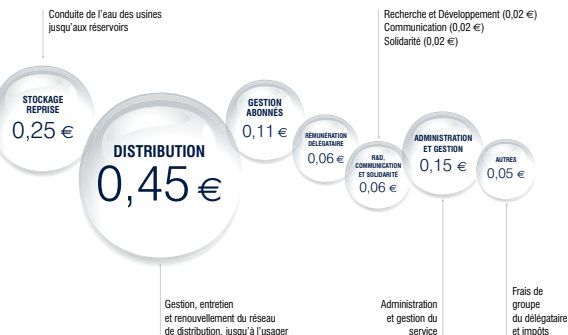 Conduite de l'eau des usines
jusqu'aux réservoirs
Recherche et Développement (0,02 €)
Communication (0,02 €)
Solidarité (0,02 €)
STOCKAGE
REPRISE
0,25 €
DISTRIBUTION
0,45 €
GESTION
ABONNÉS
0,11 €
RÉMUNÉRATION
DÉLÉGATAIRE
0,06 €
R&D,
COMMUNICATION
ET SOLIDARITÉ
0,06 €
ADMINISTRATION
ET GESTION
0,15 €
AUTRES
0,05 €
Gestion, entretien
et renouvellement du réseau
de distribution, jusqu'à l'usager
Administration
et gestion du
service
Frais de
groupe
du délégataire
et impôts